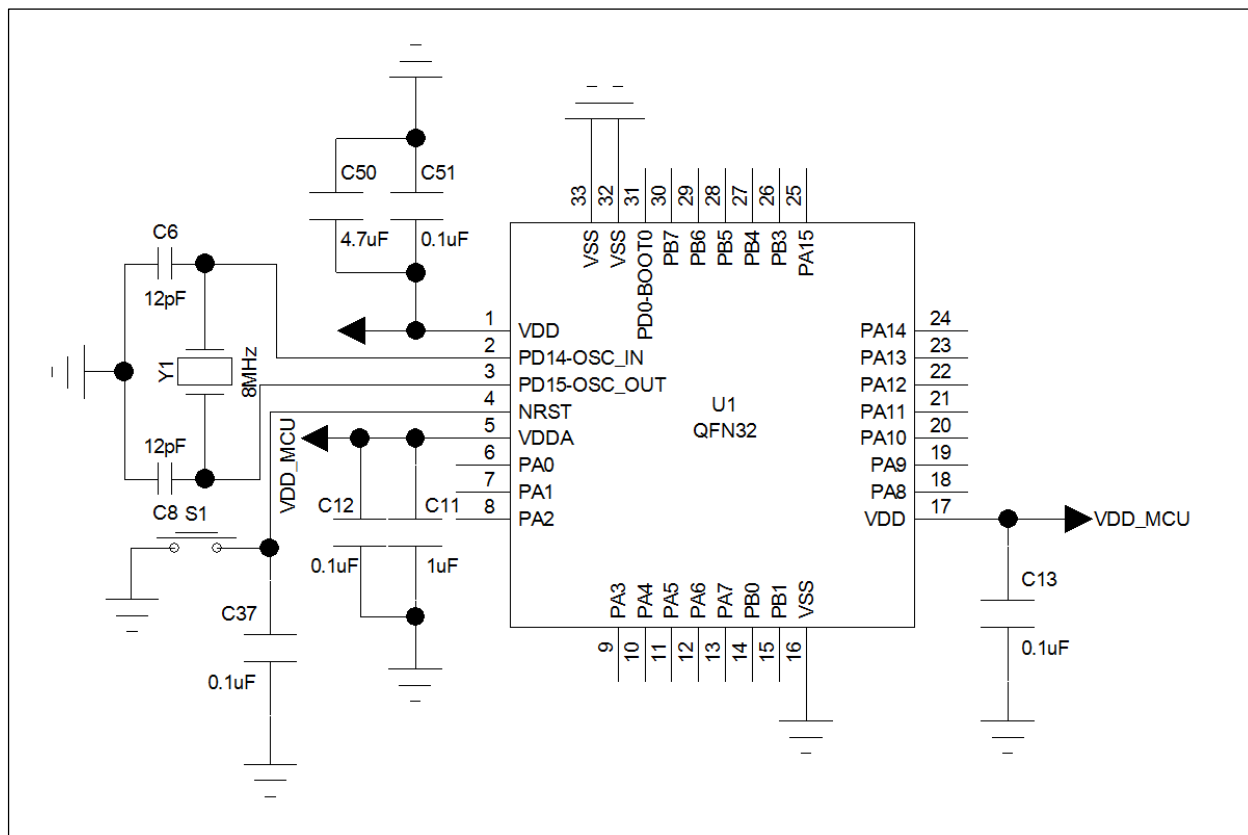 C50
C51
4.7uF
0.1uF
C6
12pF
Y1
8MHz
12pF
C8
S1
VDD_MCU
C37
0.1uF
C12
C11
0.1uF
1uF
33
32
31
30
29
28
27
26
25
VSS
VSS
PD0-BOOT0
PB7
PB6
PB5
PB4
PB3
PA15
1
VDD
2
PD14-OSC_IN
3
PD15-OSC_OUT
4
NRST
5
VDDA
6
PA0
7
PA1
8
PA2
U1
QFN32
PA14
24
PA13
23
PA12
22
PA11
21
PA10
20
PA9
19
PA8
18
VDD
17
VDD_MCU
C13
0.1uF
PA3
PA4
PA5
PA6
PA7
PB0
PB1
VSS
9
10
11
12
13
14
15
16